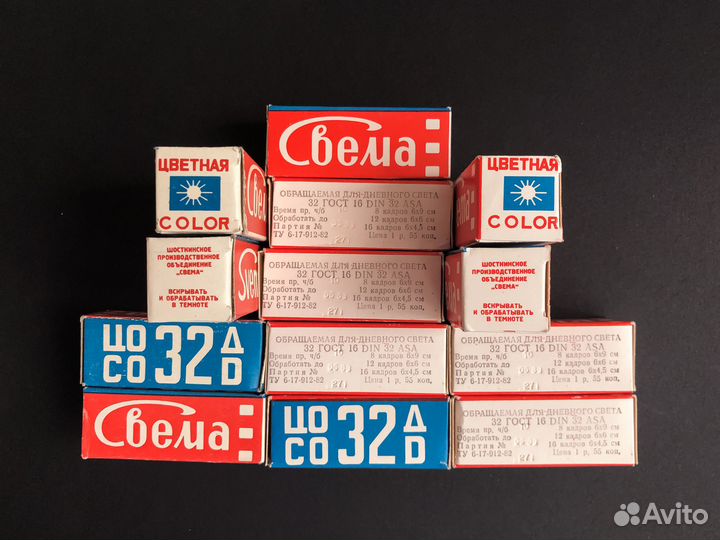 Свема
ЦВЕТНАЯ
COLOR
Свема
ОБРАЩАЕМАЯ ДЛЯ ДНЕВНОГО СВЕТА
32 ГОСТ 16 DIN 32 ASA
Время пр. ч/б 8 кадров 6х9 см
Обработать до 12 кадров 6х6 см
Партия № 16 кадров 6х4,5 см
ТУ 6-17-912-82 Цена 1 р, 55 коп.
271
ЦВЕТНАЯ
COLOR
Svema
ШОСТКИНСКОЕ
ПРОИЗВОДСТВЕННОЕ
ОБЪЕДИНЕНИЕ
„СВЕМА"
ВСКРЫВАТЬ
И ОБРАБАТЫВАТЬ
В ТЕМНОТЕ
Svema
ОБРАЩАЕМАЯ ДЛЯ ДНЕВНОГО СВЕТА
32 ГОСТ 16 DIN 32 ASA
Время пр. ч/б 8 кадров 6х9 см
Обработать до 12 кадров 6х6 см
Партия № 16 кадров 6х4,5 см
ТУ 6-17-912-82 Цена 1 р, 55 коп.
271
ШОСТКИНСКОЕ
ПРОИЗВОДСТВЕННОЕ
ОБЪЕДИНЕНИЕ
„СВЕМА"
ВСКРЫВАТЬ
И ОБРАБАТЫВАТЬ
В ТЕМНОТЕ
ЦО 32 Д
CO D
ОБРАЩАЕМАЯ ДЛЯ ДНЕВНОГО СВЕТА
32 ГОСТ 16 DIN 32 ASA
Время пр. ч/б 8 кадров 6х9 см
Обработать до 12 кадров 6х6 см
Партия № 16 кадров 6х4,5 см
ТУ 6-17-912-82 Цена 1 р, 55 коп.
271
ОБРАЩАЕМАЯ ДЛЯ ДНЕВНОГО СВЕТА
32 ГОСТ 16 DIN 32 ASA
Время пр. ч/б 8 кадров 6х9 см
Обработать до 12 кадров 6х6 см
Партия № 16 кадров 6х4,5 см
ТУ 6-17-912-82 Цена 1 р, 55 коп.
271
Свема
ЦО 32 Д
CO D
ОБРАЩАЕМАЯ ДЛЯ ДНЕВНОГО СВЕТА
32 ГОСТ 16 DIN 32 ASA
Время пр. ч/б 8 кадров 6х9 см
Обработать до 12 кадров 6х6 см
Партия № 16 кадров 6х4,5 см
ТУ 6-17-912-82 Цена 1 р, 55 коп.
271
Avito